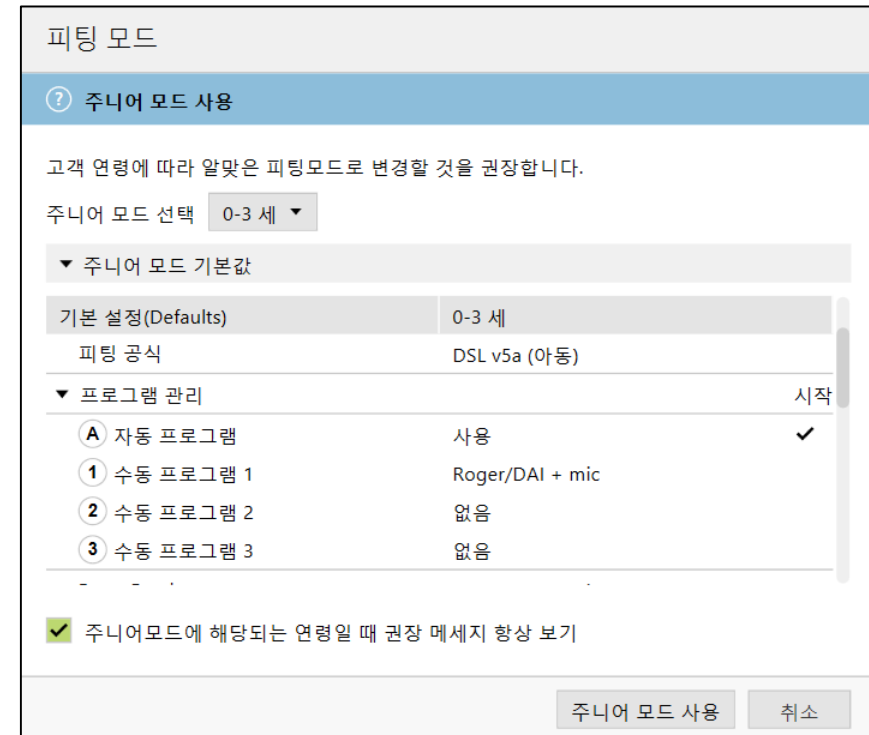 피팅 모드
? 주니어 모드 사용
고객 연령에 따라 알맞은 피팅모드로 변경할 것을 권장합니다.
주니어 모드 선택 0-3 세 ▼
▼ 주니어 모드 기본값
기본 설정(Defaults) 0-3 세
피팅 공식 DSL v5a (아동)
▼ 프로그램 관리 시작
A 자동 프로그램 사용 ✔
1 수동 프로그램 1 Roger/DAI + mic
2 수동 프로그램 2 없음
3 수동 프로그램 3 없음
✔ 주니어모드에 해당되는 연령일 때 권장 메세지 항상 보기
주니어 모드 사용 취소